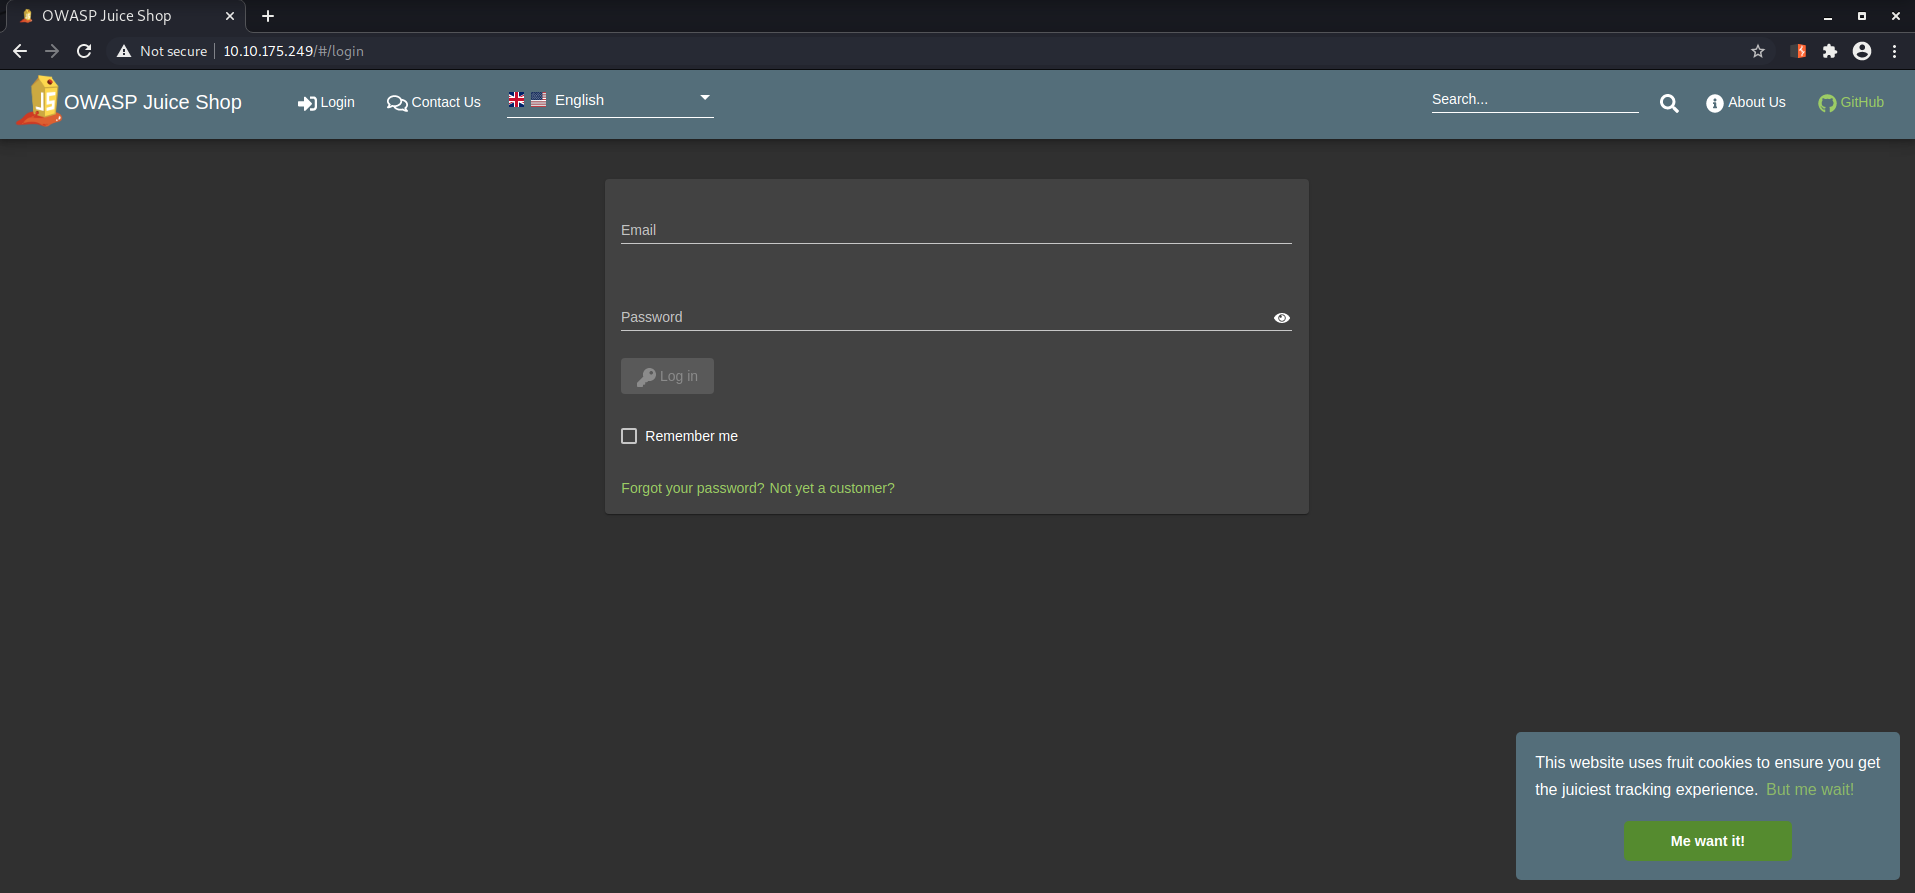 OWASP Juice Shop
Not secure 10.10.175.249/#/login
OWASP Juice Shop Login Contact Us English Search... About Us GitHub
Email
Password
Log in
Remember me
Forgot your password? Not yet a customer?
This website uses fruit cookies to ensure you get
the juiciest tracking experience. But me wait!
Me want it!